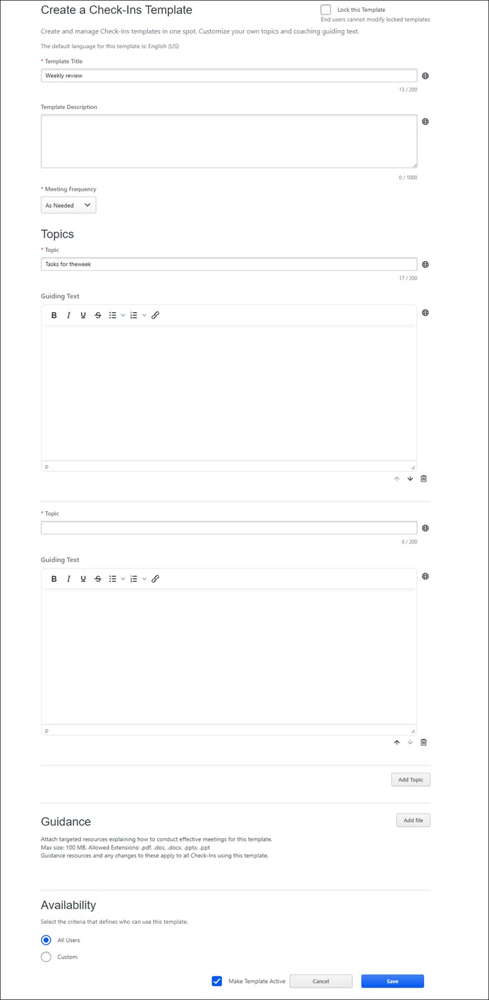 Create a Check-Ins Template
Lock this Template
End users cannot modify locked templates
Create and manage Check-Ins templates in one spot. Customize your own topics and coaching guiding text.
The default language for this template is: English (US)
* Template Title
Weekly review
13 / 200
Template Description
0 / 1000
* Meeting Frequency
As Needed
Topics
* Topic
Tasks for theweek
17 / 200
Guiding Text
B I U S
p
* Topic
0 / 200
Guiding Text
B I U S
p
Add Topic
Guidance
Add file
Attach targeted resources explaining how to conduct effective meetings for this template.
Max size: 100 MB. Allowed Extensions: .pdf, .doc, .docx, .pptx, .ppt
Guidance resources and any changes to these apply to all Check-Ins using this template.
Availability
Select the criteria that defines who can use this template.
All Users
Custom
Make Template Active
Cancel
Save